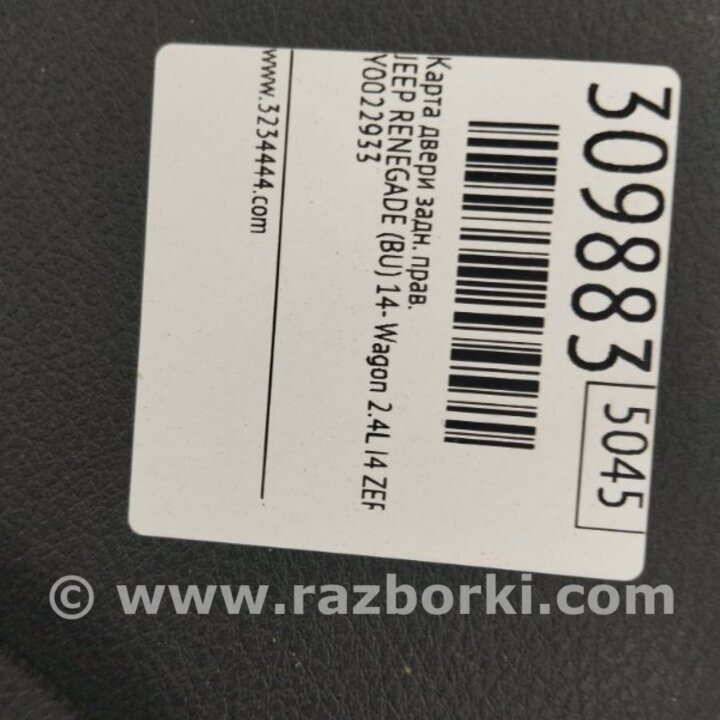 309883 5045
Карта двери задн. прав.
JEEP RENEGADE (BU) 14- Wagon 2.4L I4 ZEF
Y0022933
www.3234444.com
© www.razborki.com